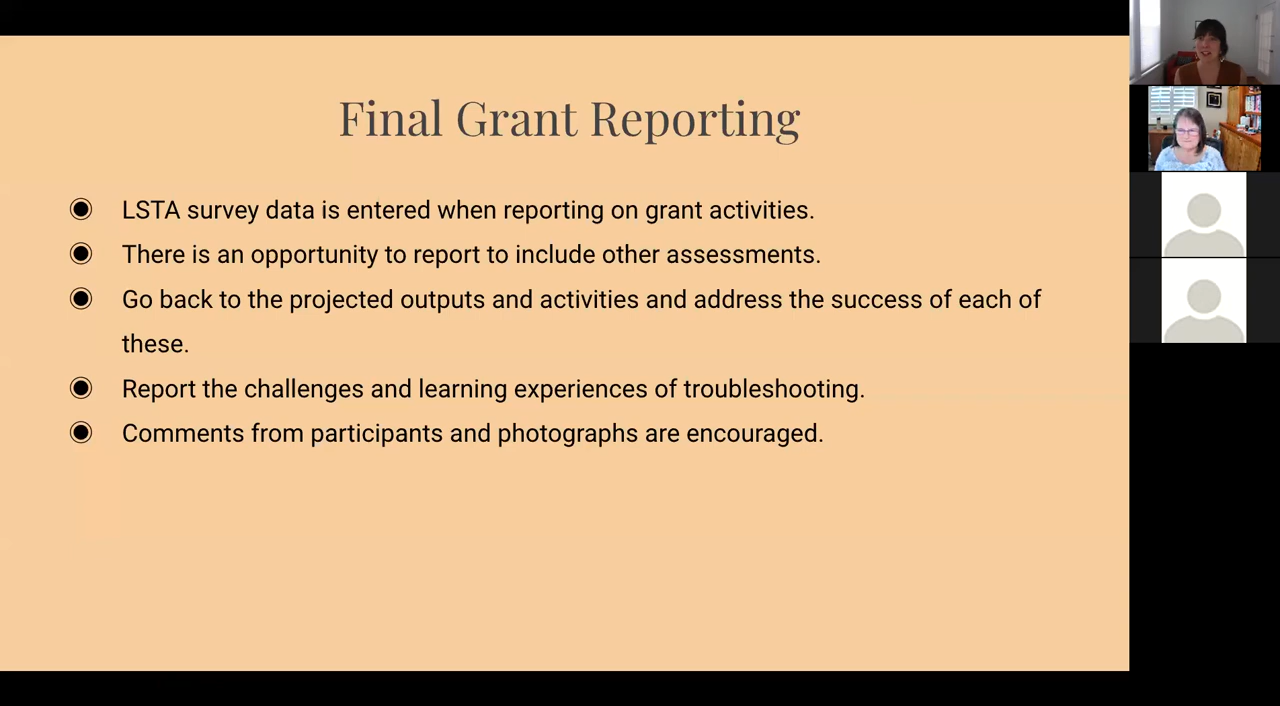 Final Grant Reporting
LSTA survey data is entered when reporting on grant activities.
There is an opportunity to report to include other assessments.
Go back to the projected outputs and activities and address the success of each of
these.
Report the challenges and learning experiences of troubleshooting.
Comments from participants and photographs are encouraged.